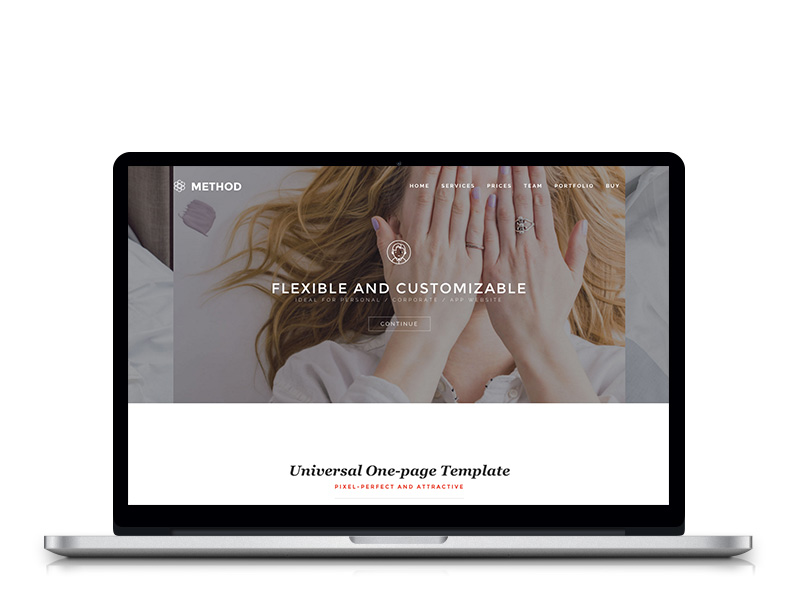 METHOD
HOME SERVICES PRICES TEAM PORTFOLIO BUY
FLEXIBLE AND CUSTOMIZABLE
IDEAL FOR PERSONAL / CORPORATE / APP WEBSITE
CONTINUE
Universal One-page Template
PIXEL-PERFECT AND ATTRACTIVE